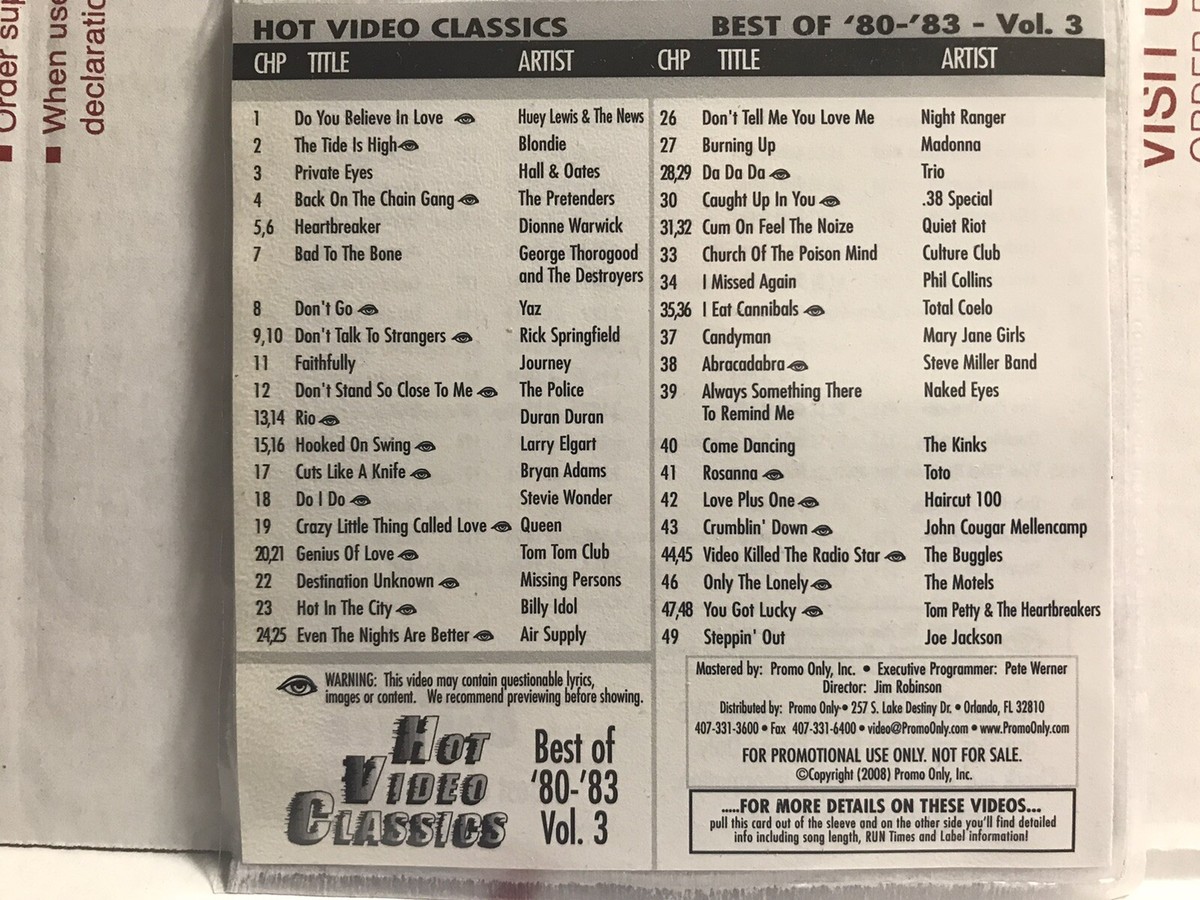 Order sup
When use
declaratio
VISIT U
HOT VIDEO CLASSICS
BEST OF '80-'83 - Vol. 3
CHP TITLE ARTIST
1 Do You Believe In Love Huey Lewis & The News
2 The Tide Is High Blondie
3 Private Eyes Hall & Oates
4 Back On The Chain Gang The Pretenders
5,6 Heartbreaker Dionne Warwick
7 Bad To The Bone George Thorogood
and The Destroyers
8 Don't Go Yaz
9,10 Don't Talk To Strangers Rick Springfield
11 Faithfully Journey
12 Don't Stand So Close To Me The Police
13,14 Rio Duran Duran
15,16 Hooked On Swing Larry Elgart
17 Cuts Like A Knife Bryan Adams
18 Do I Do Stevie Wonder
19 Crazy Little Thing Called Love Queen
20,21 Genius Of Love Tom Tom Club
22 Destination Unknown Missing Persons
23 Hot In The City Billy Idol
24,25 Even The Nights Are Better Air Supply
WARNING: This video may contain questionable lyrics,
images or content. We recommend previewing before showing.
HOT
VIDEO
CLASSICS
Best of
'80-'83
Vol. 3
CHP TITLE ARTIST
26 Don't Tell Me You Love Me Night Ranger
27 Burning Up Madonna
28,29 Da Da Da Trio
30 Caught Up In You .38 Special
31,32 Cum On Feel The Noize Quiet Riot
33 Church Of The Poison Mind Culture Club
34 I Missed Again Phil Collins
35,36 I Eat Cannibals Total Coelo
37 Candyman Mary Jane Girls
38 Abracadabra Steve Miller Band
39 Always Something There Naked Eyes
To Remind Me
40 Come Dancing The Kinks
41 Rosanna Toto
42 Love Plus One Haircut 100
43 Crumblin' Down John Cougar Mellencamp
44,45 Video Killed The Radio Star The Buggles
46 Only The Lonely The Motels
47,48 You Got Lucky Tom Petty & The Heartbreakers
49 Steppin' Out Joe Jackson
Mastered by: Promo Only, Inc. • Executive Programmer: Pete Werner
Director: Jim Robinson
Distributed by: Promo Only • 257 S. Lake Destiny Dr. • Orlando, FL 32810
407-331-3600 • Fax 407-331-6400 • video@PromoOnly.com • www.PromoOnly.com
FOR PROMOTIONAL USE ONLY. NOT FOR SALE.
©Copyright (2008) Promo Only, Inc.
.....FOR MORE DETAILS ON THESE VIDEOS...
pull this card out of the sleeve and on the other side you'll find detailed
info including song length, RUN Times and Label information!